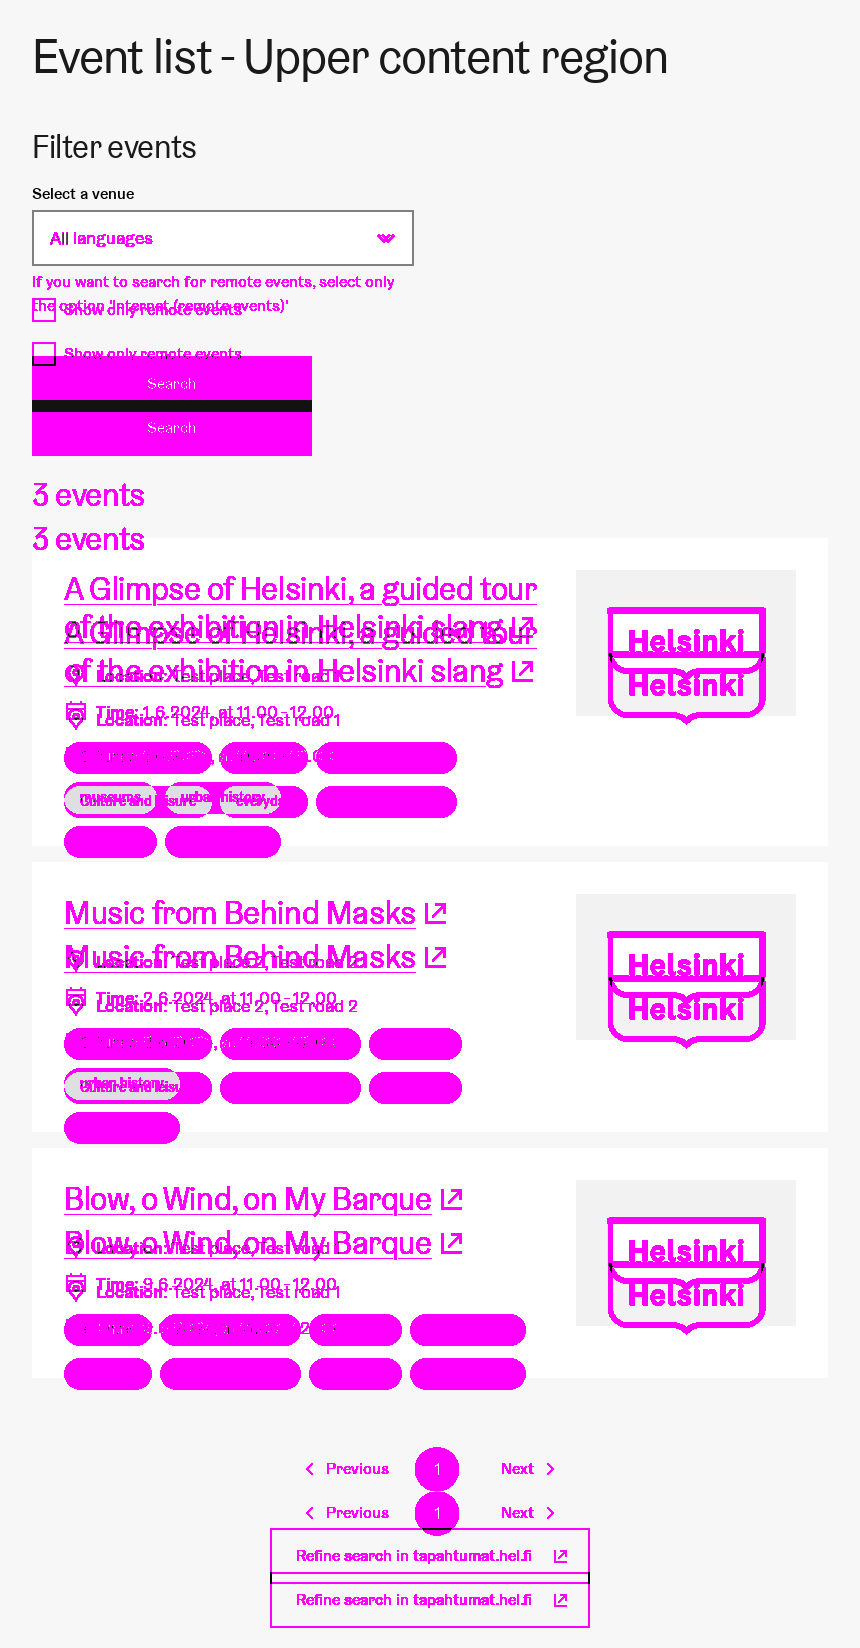 Event list - Upper content region
Filter events
Select a venue
All languages
If you want to search for remote events, select only
the option 'Internet (remote events)'
Show only remote events
Show only remote events
Search
Search
3 events
3 events
A Glimpse of Helsinki, a guided tour
of the exhibition in Helsinki slang
A Glimpse of Helsinki, a guided tour
of the exhibition in Helsinki slang
Helsinki
Helsinki
Location: Test place, Test road 1
Time: 1.6.2024, at 11.00-12.00
Location: Test place, Test road 1
museums
urban history
Culture and leisure
everyday
Music from Behind Masks
Music from Behind Masks
Helsinki
Helsinki
Location: Test place 2, Test road 2
Time: 2.6.2024, at 11.00-12.00
Location: Test place 2, Test road 2
urban history
Culture and leisu
Blow, o Wind, on My Barque
Blow, o Wind, on My Barque
Helsinki
Helsinki
Location: Test place, Test road 1
Time: 3.6.2024, at 11.00-12.00
Location: Test place, Test road 1
Previous 1 Next
Previous 1 Next
Refine search in tapahtumat.hel.fi
Refine search in tapahtumat.hel.fi